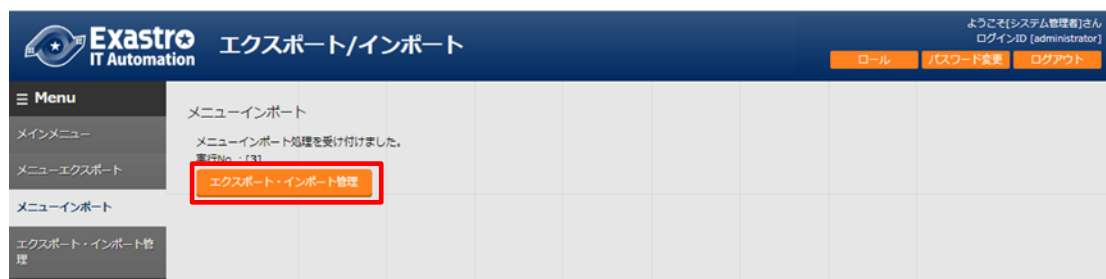 Exastro
IT Automation
エクスポート/インポート
ようこそ[システム管理者]さん
ログインID [administrator]
ロール
パスワード変更
ログアウト
☰ Menu
メインメニュー
メニューエクスポート
メニューインポート
エクスポート・インポート管
理
メニューインポート
メニューインポート処理を受け付けました。
実行No.:[3]
エクスポート・インポート管理